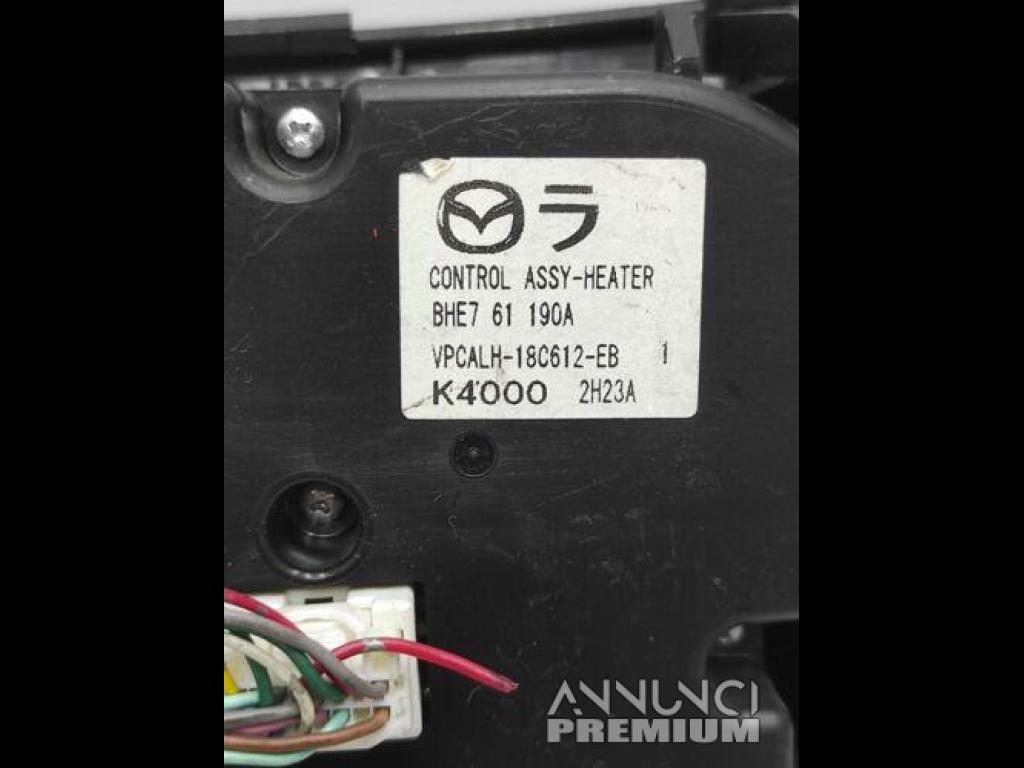 ラ
CONTROL ASSY-HEATER
BHE7 61 190A
VPCALH-18C612-EB 1
K4000 2H23A
ANNUNCI
PREMIUM